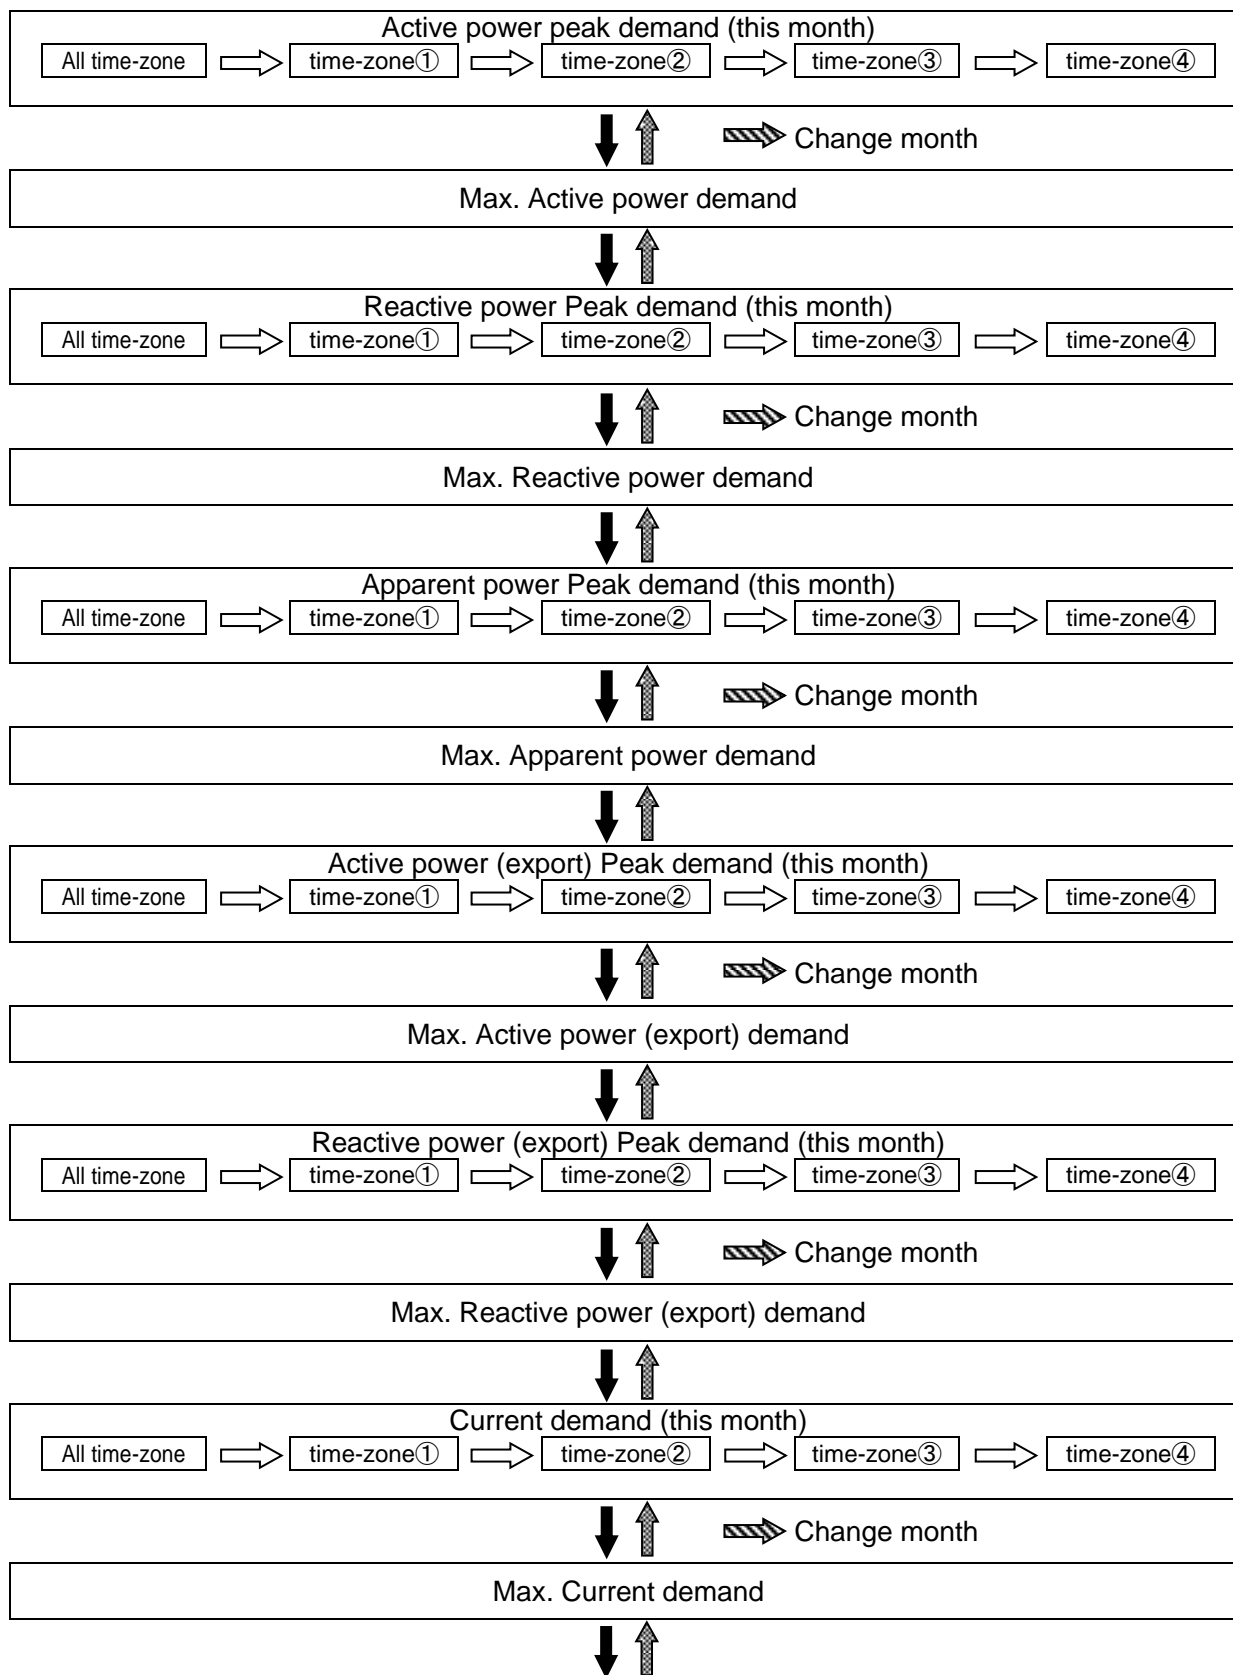 Active power peak demand (this month)
All time-zone time-zone① time-zone② time-zone③ time-zone④
Change month
Max. Active power demand
Reactive power Peak demand (this month)
All time-zone time-zone① time-zone② time-zone③ time-zone④
Change month
Max. Reactive power demand
Apparent power Peak demand (this month)
All time-zone time-zone① time-zone② time-zone③ time-zone④
Change month
Max. Apparent power demand
Active power (export) Peak demand (this month)
All time-zone time-zone① time-zone② time-zone③ time-zone④
Change month
Max. Active power (export) demand
Reactive power (export) Peak demand (this month)
All time-zone time-zone① time-zone② time-zone③ time-zone④
Change month
Max. Reactive power (export) demand
Current demand (this month)
All time-zone time-zone① time-zone② time-zone③ time-zone④
Change month
Max. Current demand